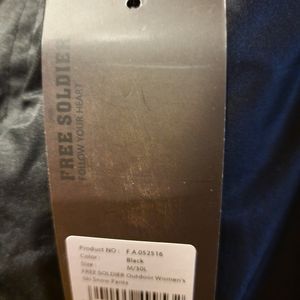 FREE SOLDIER
FOLLOW YOUR HEART
Product NO : F.A.052516
Color : Black
Size : M/30L
FREE SOLDIER Outdoor Women's
Ski Snow Pants